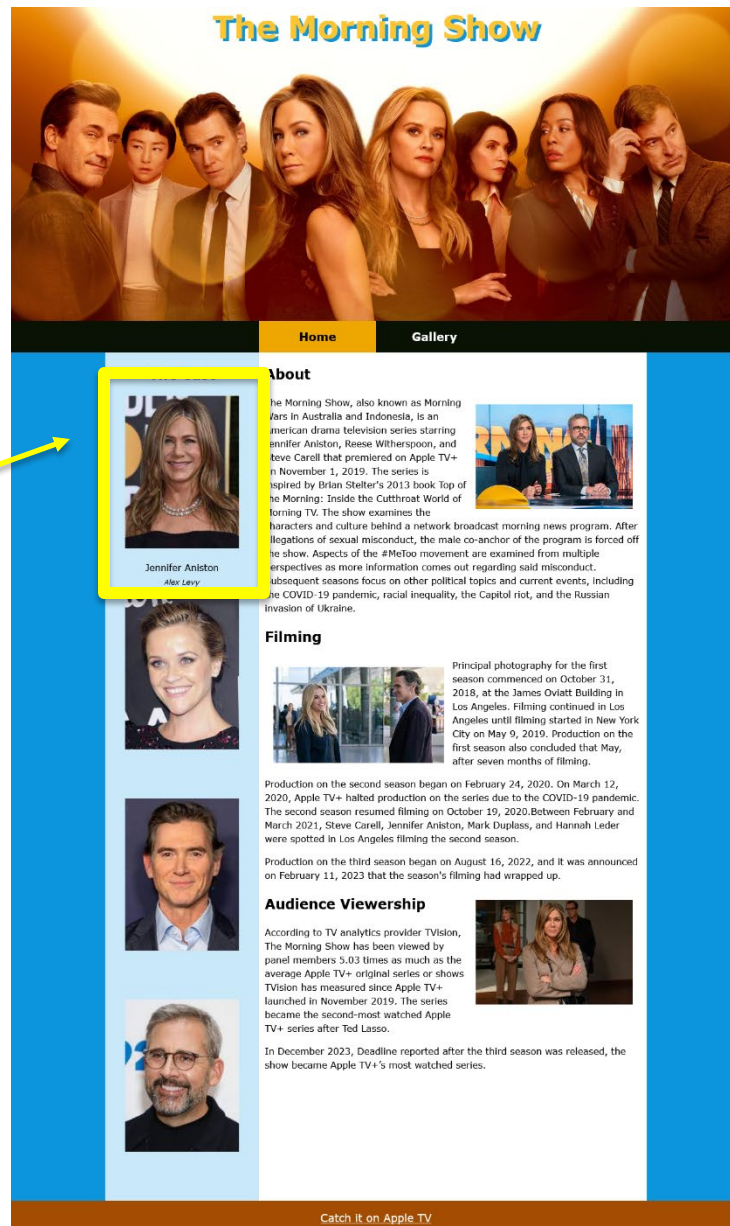 The Morning Show
Home Gallery
Jennifer Aniston
Alex Levy
About
The Morning Show, also known as Morning
Wars in Australia and Indonesia, is an
American drama television series starring
Jennifer Aniston, Reese Witherspoon, and
Steve Carell that premiered on Apple TV+
on November 1, 2019. The series is
inspired by Brian Stelter's 2013 book Top of
the Morning: Inside the Cutthroat World of
Morning TV. The show examines the
characters and culture behind a network broadcast morning news program. After
allegations of sexual misconduct, the male co-anchor of the program is forced off
the show. Aspects of the #MeToo movement are examined from multiple
perspectives as more information comes out regarding said misconduct.
Subsequent seasons focus on other political topics and current events, including
the COVID-19 pandemic, racial inequality, the Capitol riot, and the Russian
invasion of Ukraine.
Filming
Principal photography for the first
season commenced on October 31,
2018, at the James Oviatt Building in
Los Angeles. Filming continued in Los
Angeles until filming started in New York
City on May 9, 2019. Production on the
first season also concluded that May,
after seven months of filming.
Production on the second season began on February 24, 2020. On March 12,
2020, Apple TV+ halted production on the series due to the COVID-19 pandemic.
The second season resumed filming on October 19, 2020.Between February and
March 2021, Steve Carell, Jennifer Aniston, Mark Duplass, and Hannah Leder
were spotted in Los Angeles filming the second season.
Production on the third season began on August 16, 2022, and it was announced
on February 11, 2023 that the season's filming had wrapped up.
Audience Viewership
According to TV analytics provider TVision,
The Morning Show has been viewed by
panel members 5.03 times as much as the
average Apple TV+ original series or shows
TVision has measured since Apple TV+
launched in November 2019. The series
became the second-most watched Apple
TV+ series after Ted Lasso.
In December 2023, Deadline reported after the third season was released, the
show became Apple TV+'s most watched series.
Catch it on Apple TV